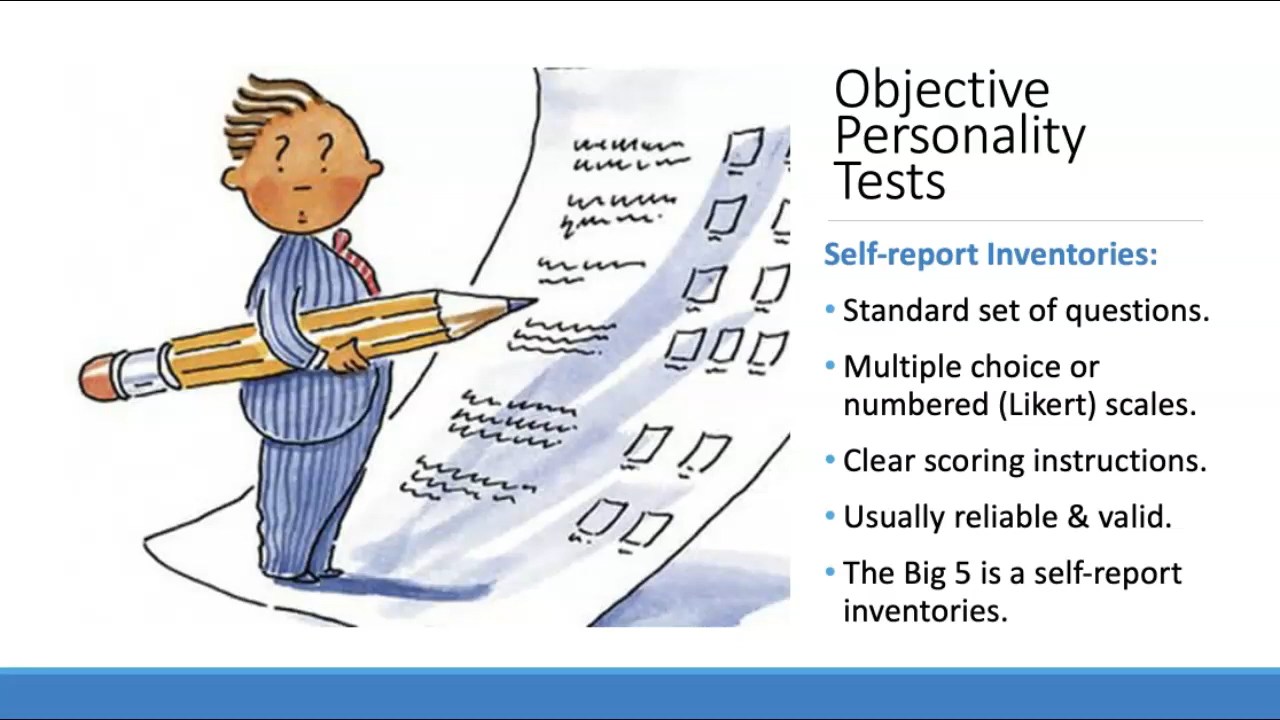 Objective
Personality
Tests
Self-report Inventories:
• Standard set of questions.
• Multiple choice or
numbered (Likert) scales.
• Clear scoring instructions.
• Usually reliable & valid.
• The Big 5 is a self-report
inventories.
? ?